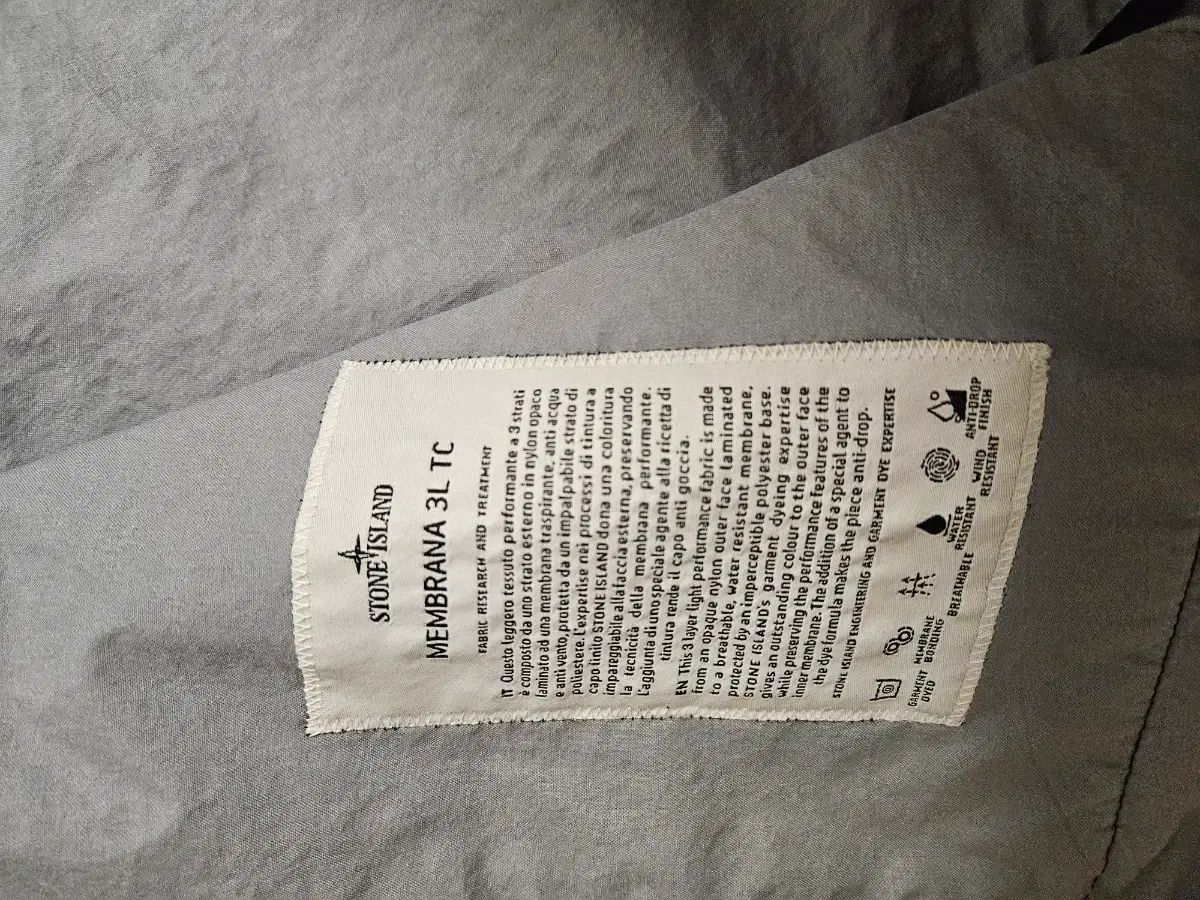 STONE ISLAND
MEMBRANA 3L TC
FABRIC RESEARCH AND TREATMENT
IT Questo leggero tessuto performante a 3 strati
è composto da uno strato esterno in nylon opaco
laminato ad una membrana traspirante, anti acqua
e anti vento, protetta da un impalpabile strato di
poliestere. L'expertise nei processi di tintura a
capo finito STONE ISLAND dona una coloritura
impareggiabile alla faccia esterna, preservando
la tecnicità della membrana performante.
L'aggiunta di uno speciale agente alla ricetta di
tintura rende il capo anti goccia.
EN This 3 layer light performance fabric is made
from an opaque nylon outer face laminated
to a breathable, water resistant membrane,
protected by an imperceptible polyester base.
STONE ISLAND's garment dyeing expertise
gives an outstanding colour to the outer face
while preserving the performance features of the
inner membrane. The addition of a special agent to
the dye formula makes the piece anti-drop.
STONE ISLAND ENGINEERING AND GARMENT DYE EXPERTISE
GARMENT
DYED
MEMBRANE
BONDING
BREATHABLE
WATER
RESISTANT
WIND
RESISTANT
ANTI-DROP
FINISH